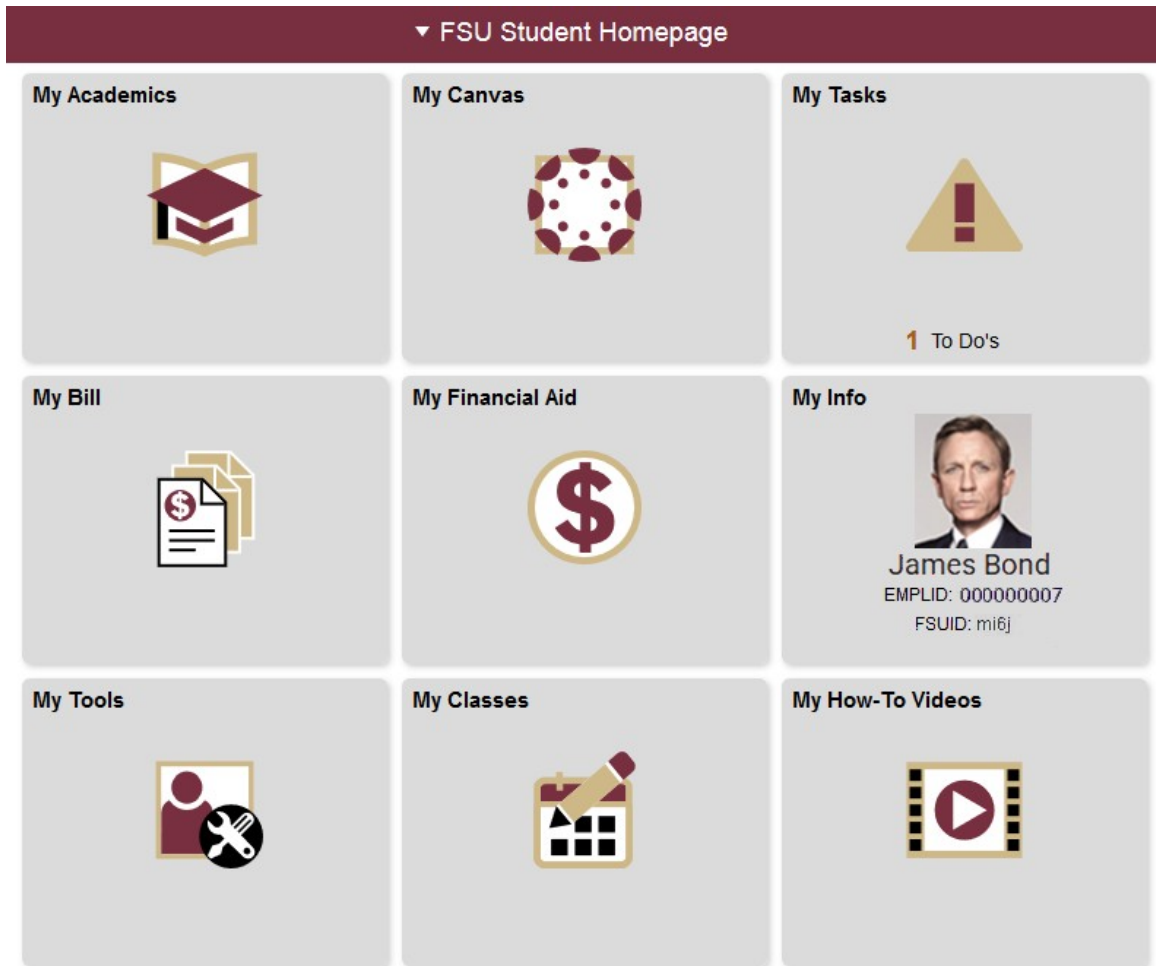 FSU Student Homepage
My Academics
My Canvas
My Tasks
1 To Do's
My Bill
My Financial Aid
My Info
James Bond
EMPLID: 000000007
FSUID: mi6j
My Tools
My Classes
My How-To Videos